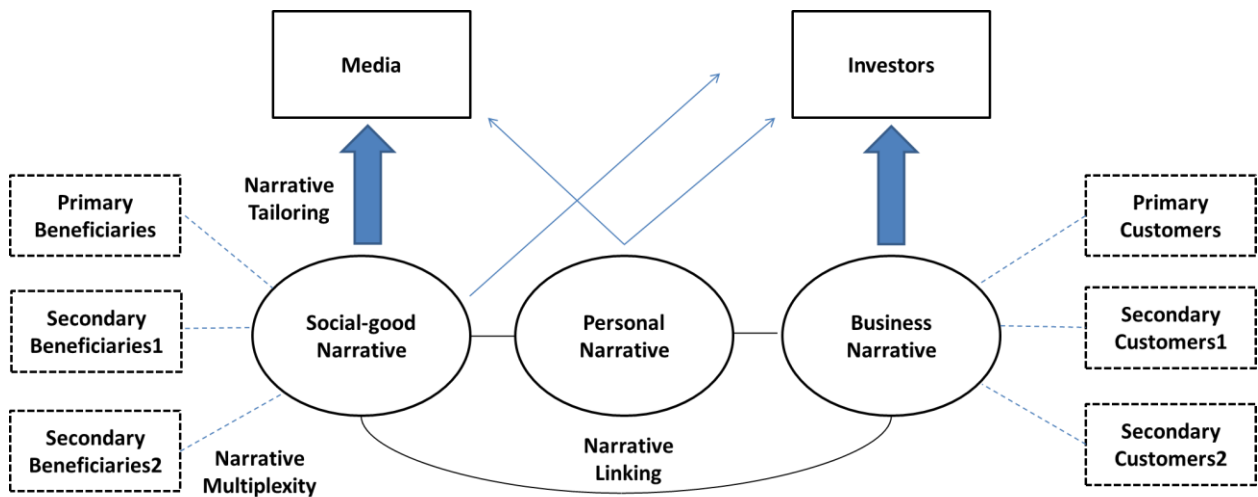 Media
Investors
Narrative
Tailoring
Primary
Beneficiaries
Primary
Customers
Secondary
Beneficiaries1
Social-good
Narrative
Personal
Narrative
Business
Narrative
Secondary
Customers1
Secondary
Beneficiaries2
Narrative
Multiplexity
Narrative
Linking
Secondary
Customers2